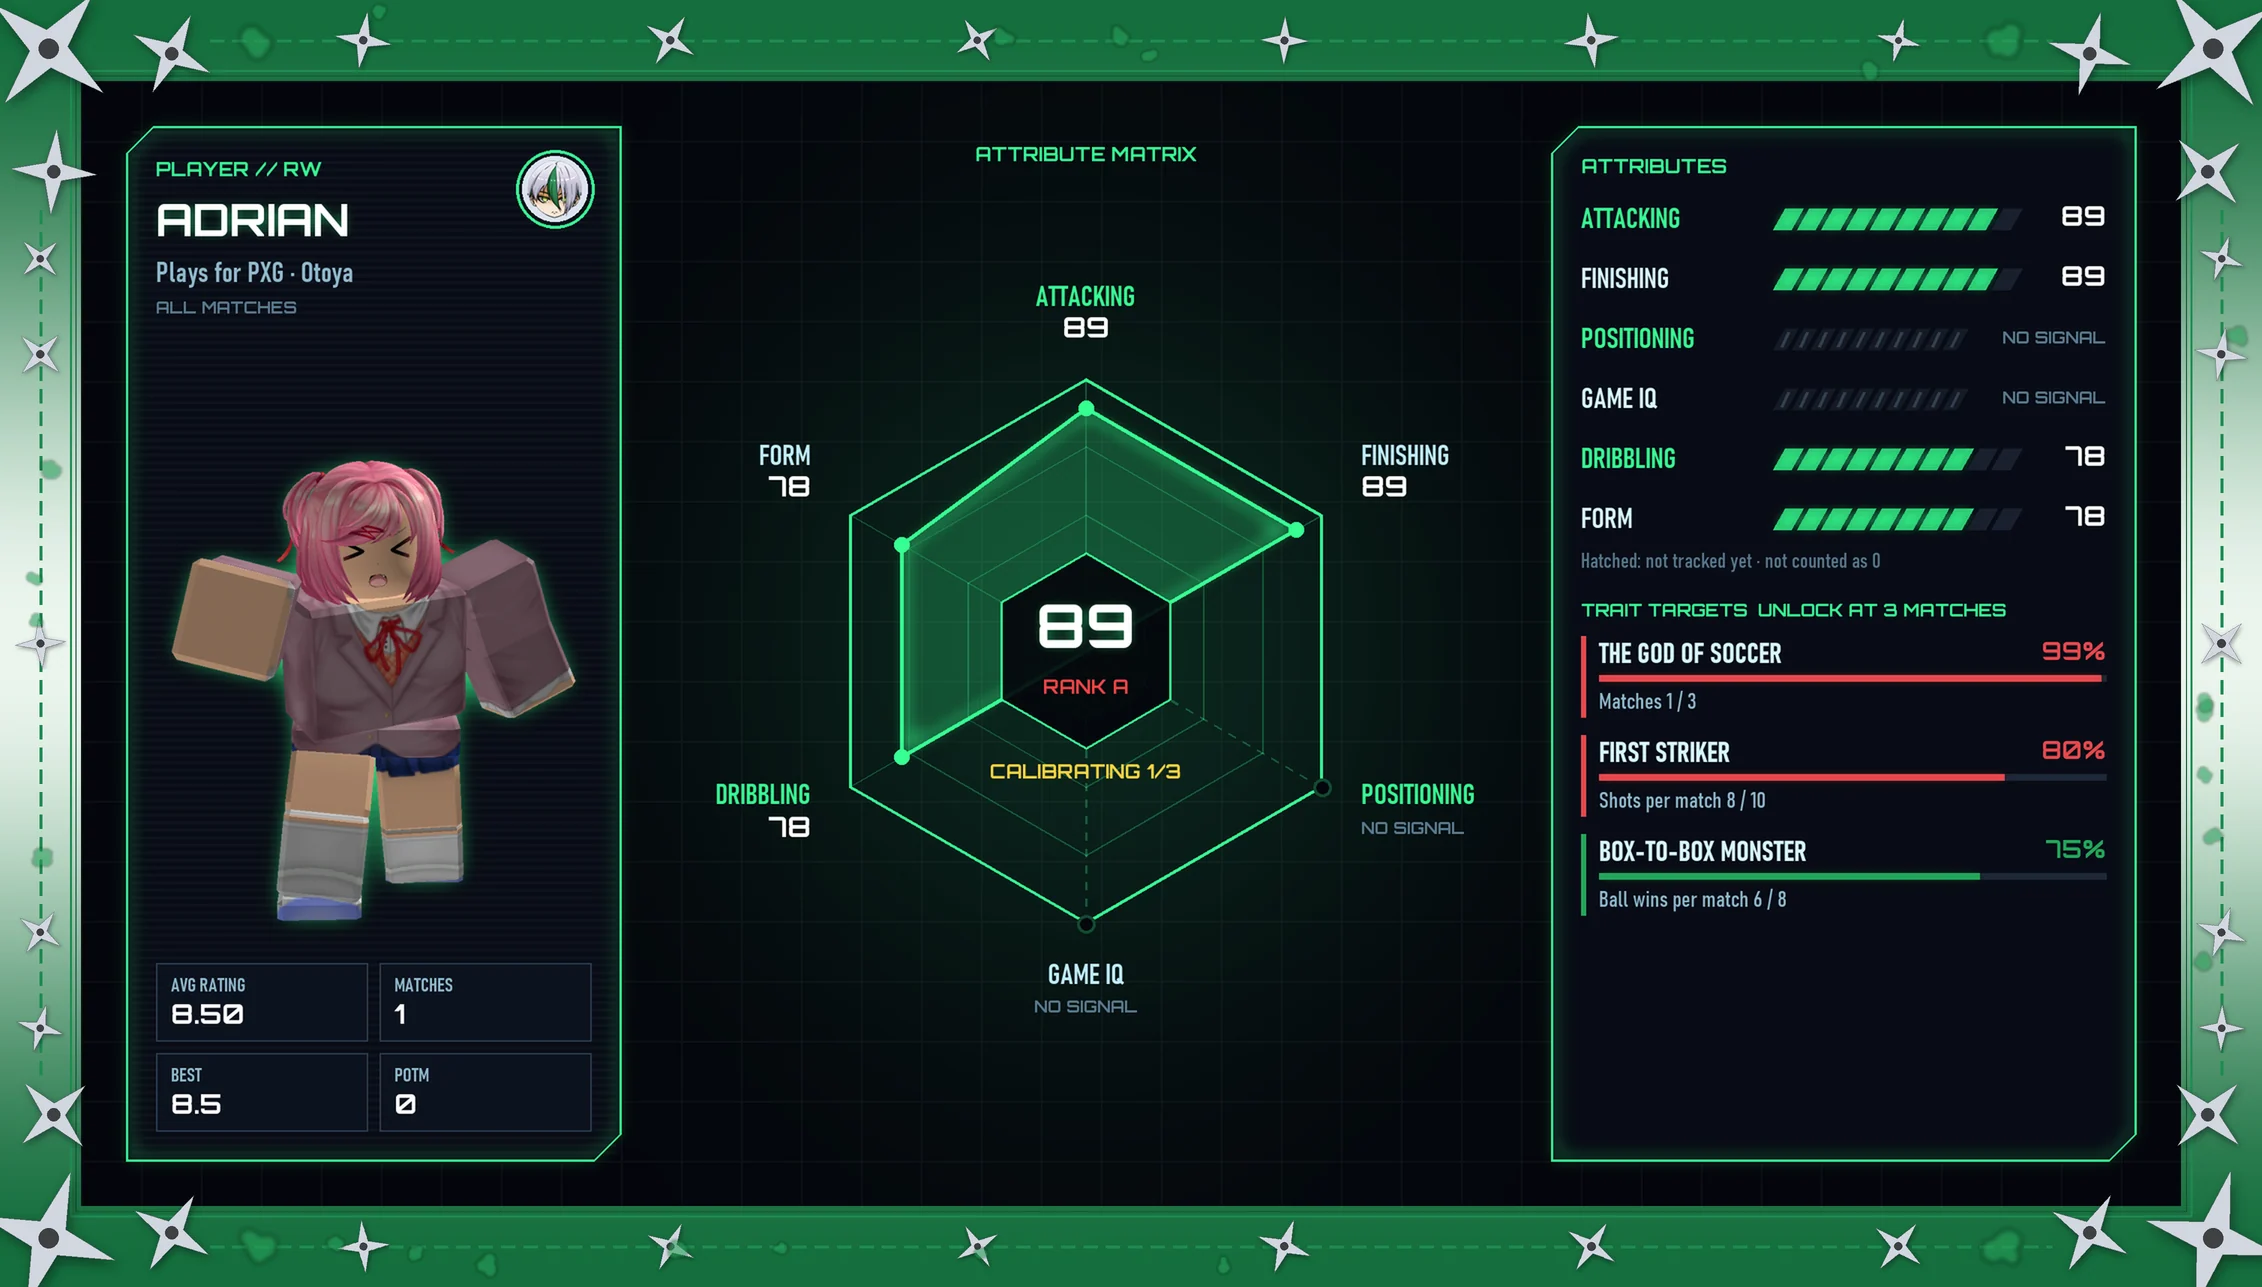 PLAYER // RW
ADRIAN
Plays for PXG · Otoya
ALL MATCHES
AVG RATING
8.50
MATCHES
1
BEST
8.5
POTM
0
ATTRIBUTE MATRIX
ATTACKING
89
FORM
78
FINISHING
89
89
RANK A
CALIBRATING 1/3
DRIBBLING
78
POSITIONING
NO SIGNAL
GAME IQ
NO SIGNAL
ATTRIBUTES
ATTACKING 89
FINISHING 89
POSITIONING NO SIGNAL
GAME IQ NO SIGNAL
DRIBBLING 78
FORM 78
Hatched: not tracked yet · not counted as 0
TRAIT TARGETS UNLOCK AT 3 MATCHES
THE GOD OF SOCCER 99%
Matches 1 / 3
FIRST STRIKER 80%
Shots per match 8 / 10
BOX-TO-BOX MONSTER 75%
Ball wins per match 6 / 8